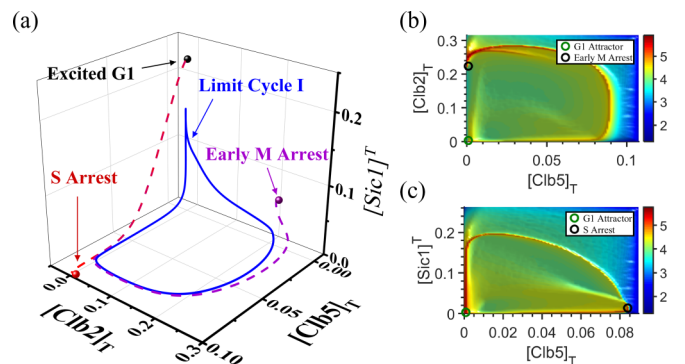 (a)
Excited G1
Limit Cycle I
Early M Arrest
S Arrest
0.2
0.1
0.0
[Sic1]^T
0.0
0.1
0.2
0.3
[Clb2]_T
0.10
-0.05
-0.00
[Clb5]_T
(b)
G1 Attractor
Early M Arrest
0.3
0.2
0.1
0
[Clb2]_T
0
0.05
0.1
[Clb5]_T
5
4
3
2
(c)
G1 Attractor
S Arrest
0.2
0.1
0
[Sic1]^T
0
0.02
0.04
0.06
0.08
[Clb5]_T
5
4
3
2